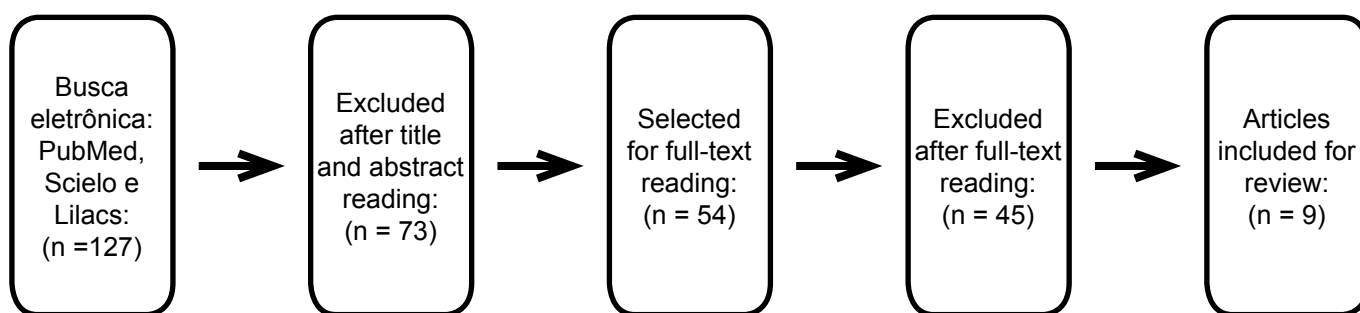 Busca
eletrônica:
PubMed,
Scielo e
Lilacs:
(n =127)
Excluded
after title
and abstract
reading:
(n = 73)
Selected
for full-text
reading:
(n = 54)
Excluded
after full-text
reading:
(n = 45)
Articles
included for
review:
(n = 9)